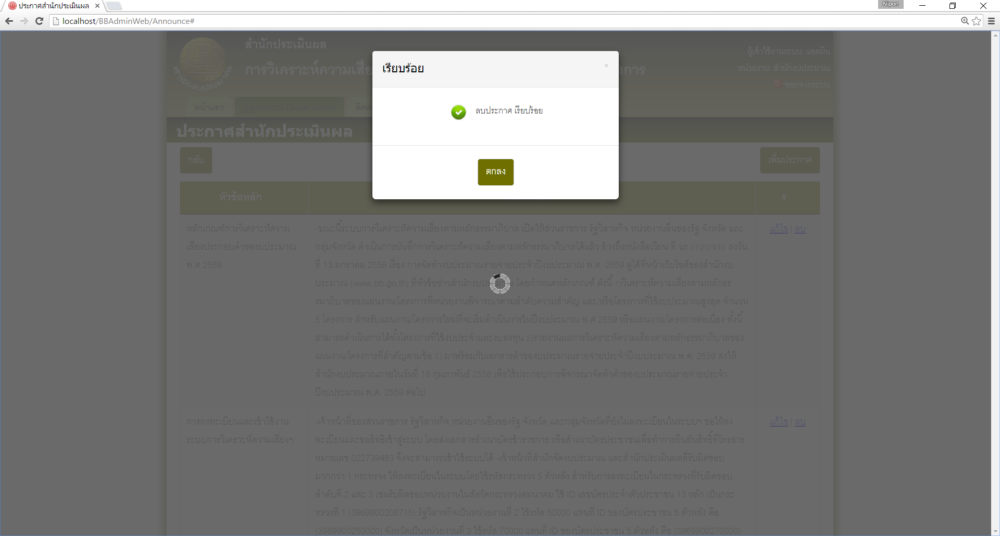 ประกาศสำนักประเมินผล
Nipon
localhost/BBAdminWeb/Announce#
สำนักงบประมาณ
สำนักประเมินผล
การวิเคราะห์ความเสี่
งการ
ผู้เข้าใช้งานระบบ: แอดมิน
หน่วยงาน: สำนักงบประมาณ
ออกจากระบบ
หน้าแรก
ติดต่
เรียบร้อย
×
ลบประกาศ เรียบร้อย
ตกลง
ประกาศสำนักประเมินผล
กลับ
เพิ่มประกาศ
หัวข้อหลัก
#
หลักเกณฑ์การวิเคราะห์ความ
เสี่ยงประกอบคำของบประมาณ
พ.ศ 2559
-ขณะนี้ระบบการวิเคราะห์ความเสี่ยงตามหลักธรรมาภิบาล เปิดให้ส่วนราชการ รัฐวิสาหกิจ หน่วยงานอื่นของรัฐ จังหวัด และ
กลุ่มจังหวัด ดำเนินการบันทึกการวิเคราะห์ความเสี่ยงตามหลักธรรมาภิบาลได้แล้ว อ้างถึงหนังสือเวียน ที่ นร 0720/ว30 ลงวัน
ที่ 13 มกราคม 2558 เรื่อง การจัดทำงบประมาณรายจ่ายประจำปีงบประมาณ พ.ศ. 2559 ดูได้ที่หน้าเว็บไซต์ของสำนักงบ
ประมาณ (www.bb.go.th) ที่หัวข้อข่าวสำนักงบประมาณ โดยกำหนดหลักเกณฑ์ ดังนี้ 1)วิเคราะห์ความเสี่ยงตามหลักธร
รมาภิบาลของแผนงาน/โครงการที่หน่วยงานพิจารณาตามลำดับความสำคัญ และ/หรือโครงการที่ใช้งบประมาณสูงสุด จำนวน
5 โครงการ สำหรับแผนงาน/โครงการใหม่ที่จะเริ่มดำเนินการในปีงบประมาณ พ.ศ 2559 หรือแผนงาน/โครงการต่อเนื่อง ทั้งนี้
สามารถดำเนินการได้ทั้งโครงการที่ใช้งบประจำและงบลงทุน 2)รายงานผลการวิเคราะห์ความเสี่ยงตามหลักธรรมาภิบาลของ
แผนงาน/โครงการที่สำคัญตามข้อ 1) มาพร้อมกับเอกสารคำของบประมาณรายจ่ายประจำปีงบประมาณ พ.ศ. 2559 ส่งให้
สำนักงบประมาณภายในวันที่ 18 กุมภาพันธ์ 2558 เพื่อใช้ประกอบการพิจารณาจัดทำคำของบประมาณรายจ่ายประจำ
ปีงบประมาณ พ.ศ. 2559 ต่อไป
แก้ไข | ลบ
การลงทะเบียนและเข้าใช้งาน
ระบบการวิเคราะห์ความเสี่ยงฯ
-เจ้าหน้าที่ของส่วนราชการ รัฐวิสาหกิจ หน่วยงานอื่นของรัฐ จังหวัด และกลุ่มจังหวัดที่ยังไม่ลงทะเบียนในระบบฯ ขอให้ลง
ทะเบียนและขอสิทธิเข้าสู่ระบบ โดยส่งเอกสารสำเนาบัตรข้าราชการ หรือสำเนาบัตรประชาชนเพื่อทำการยืนยันสิทธิ์ที่โทรสาร
หมายเลข 022739483 จึงจะสามารถเข้าใช้ระบบได้ -เจ้าหน้าที่สำนักจัดงบประมาณ และสำนักประเมินผลที่รับผิดชอบ
มากกว่า 1 กระทรวง ให้ลงทะเบียนในระบบโดยใช้รหัสกระทรวง 5 ตัวหลัง สำหรับการลงทะเบียนในกระทรวงที่รับผิดชอบ
ลำดับที่ 2 และ 3 เช่นรับผิดชอบหน่วยงานในสังกัดกระทรวงคมนาคม ใช้ ID เลขบัตรประจำตัวประชาชน 13 หลัก เป็นกระ
ทรวงที่ 1 (3969900208715) รัฐวิสาหกิจเป็นหน่วยงานที่ 2 ใช้รหัส 50000 แทนที่ ID ของบัตรประชาชน 5 ตัวหลัง คือ
(3969900250000) จังหวัดเป็นหน่วยงานที่ 3 ใช้รหัส 70000 แทนที่ ID ของบัตรประชาชน 5 ตัวหลัง คือ (3969900270000)
แก้ไข | ลบ